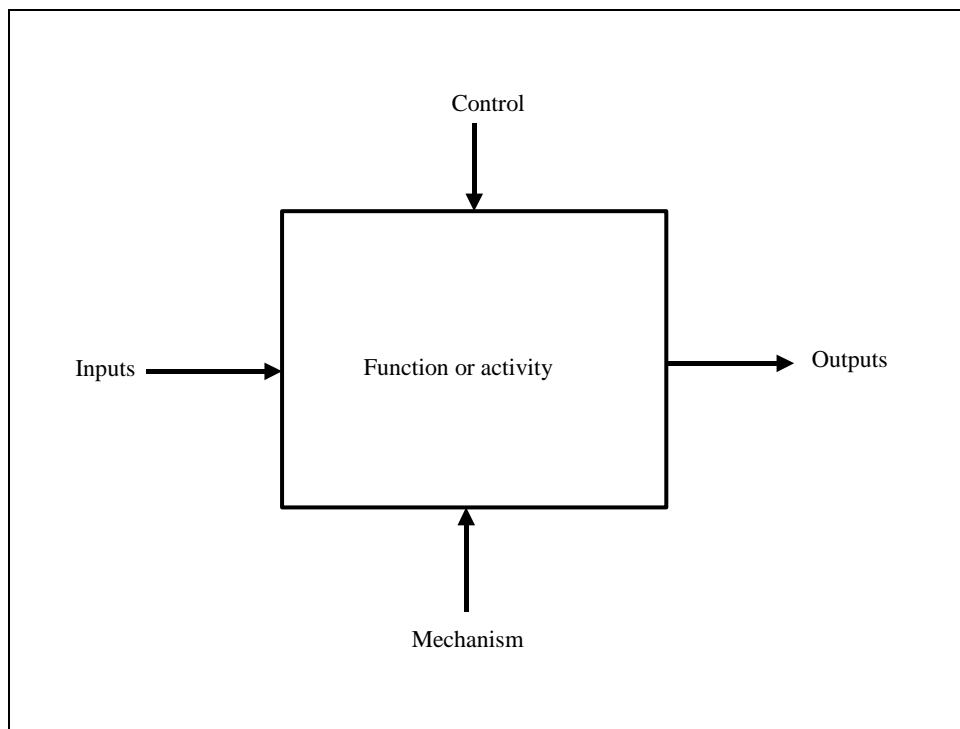 Control
Inputs
Function or activity
Outputs
Mechanism